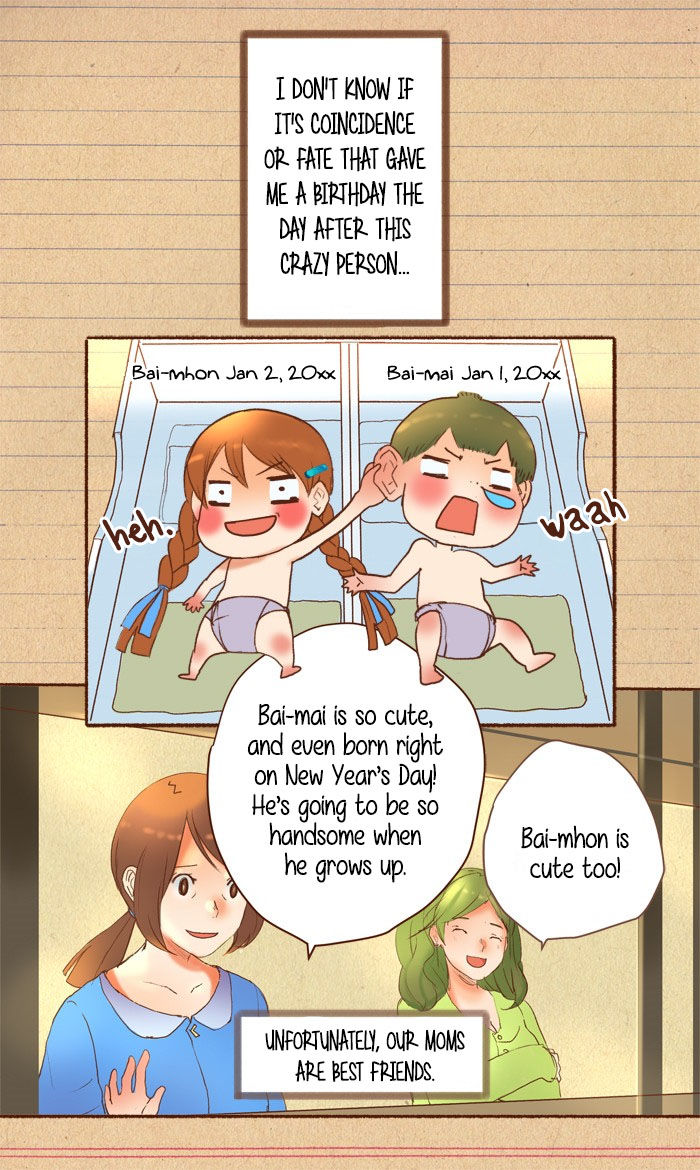 I DON'T KNOW IF
IT'S COINCIDENCE
OR FATE THAT GAVE
ME A BIRTHDAY THE
DAY AFTER THIS
CRAZY PERSON...
Bai-mhon Jan 2, 20xx
Bai-mai Jan 1, 20xx
heh.
waah
Bai-mai is so cute,
and even born right
on New Year's Day!
He's going to be so
handsome when
he grows up.
Bai-mhon is
cute too!
UNFORTUNATELY, OUR MOMS
ARE BEST FRIENDS.